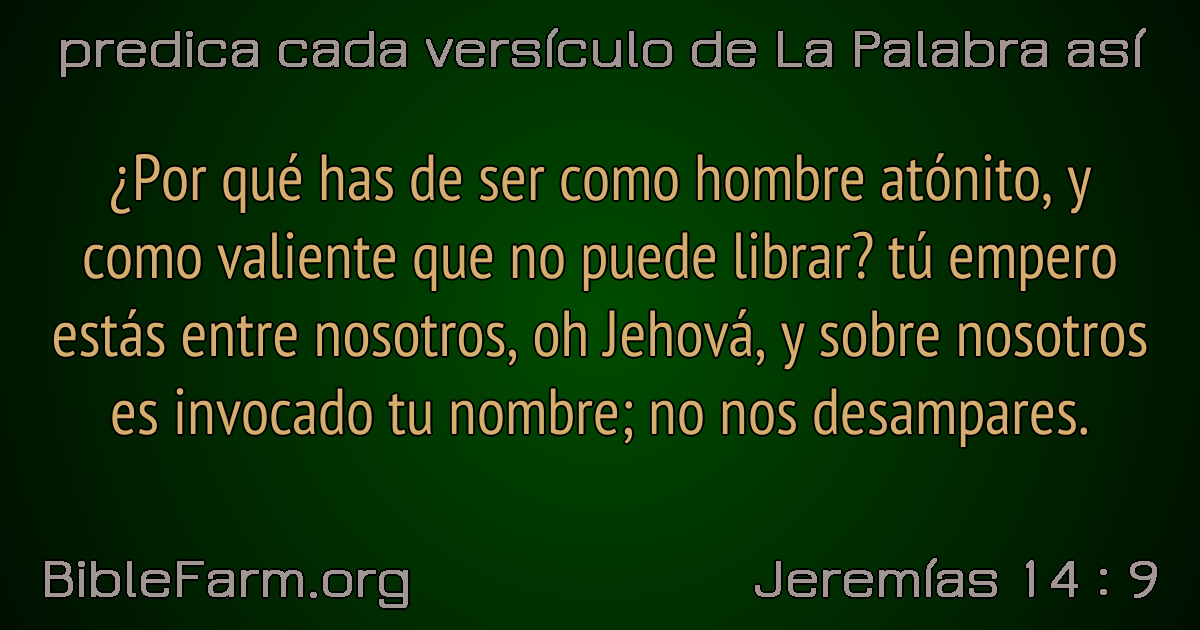 predica cada versículo de La Palabra así
¿Por qué has de ser como hombre atónito, y
como valiente que no puede librar? tú empero
estás entre nosotros, oh Jehová, y sobre nosotros
es invocado tu nombre; no nos desampares.
BibleFarm.org
Jeremías 14 : 9